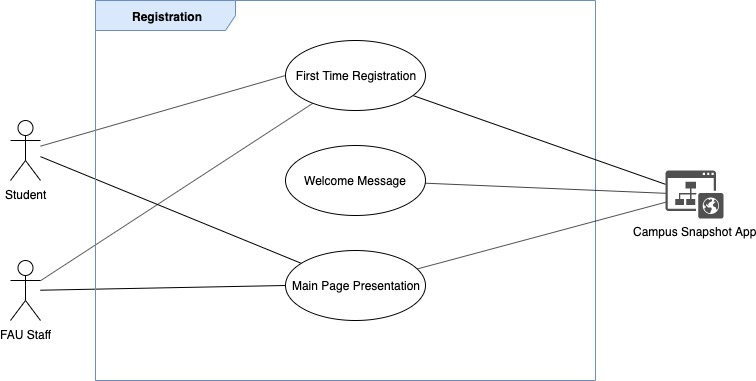 Registration
First Time Registration
Student
Welcome Message
Campus Snapshot App
Main Page Presentation
FAU Staff